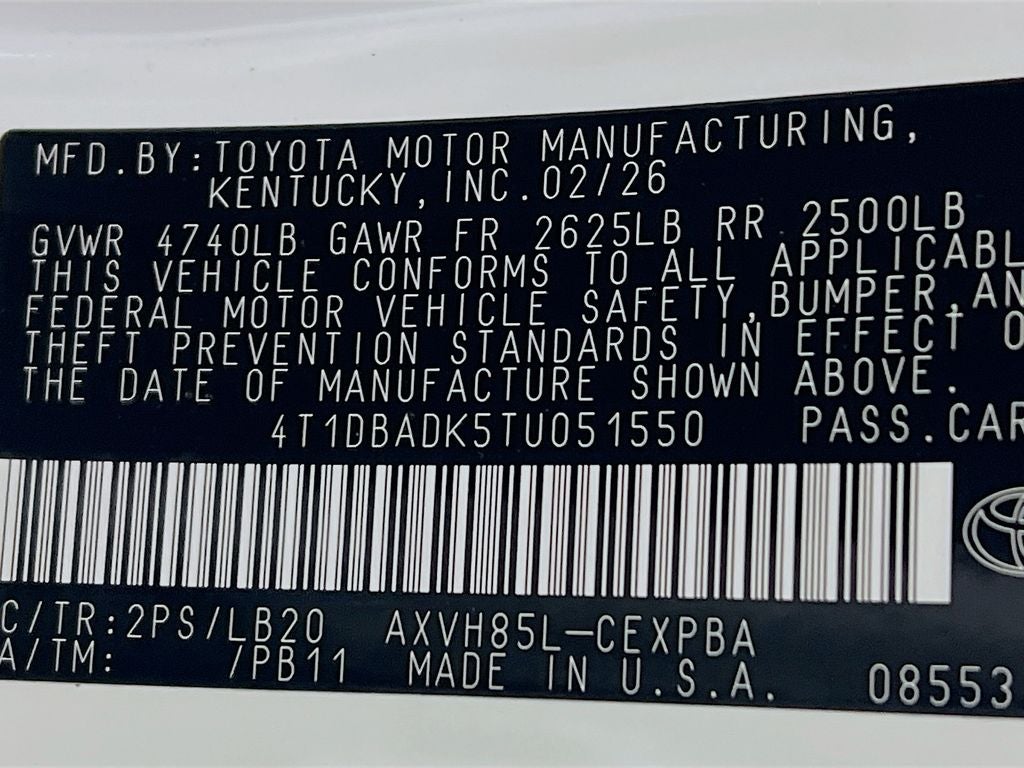 MFD.BY:TOYOTA MOTOR MANUFACTURING,
KENTUCKY,INC.02/26
GVWR 4740LB GAWR FR 2625LB RR 2500LB
THIS VEHICLE CONFORMS TO ALL APPLICABL
FEDERAL MOTOR VEHICLE SAFETY,BUMPER,AN
THEFT PREVENTION STANDARDS IN EFFECT O
THE DATE OF MANUFACTURE SHOWN ABOVE.
4T1DBADK5TU051550 PASS.CAR
C/TR:2PS/LB20 AXVH85L-CEXPBA
A/TM: /PB11 MADE IN U.S.A. 08553